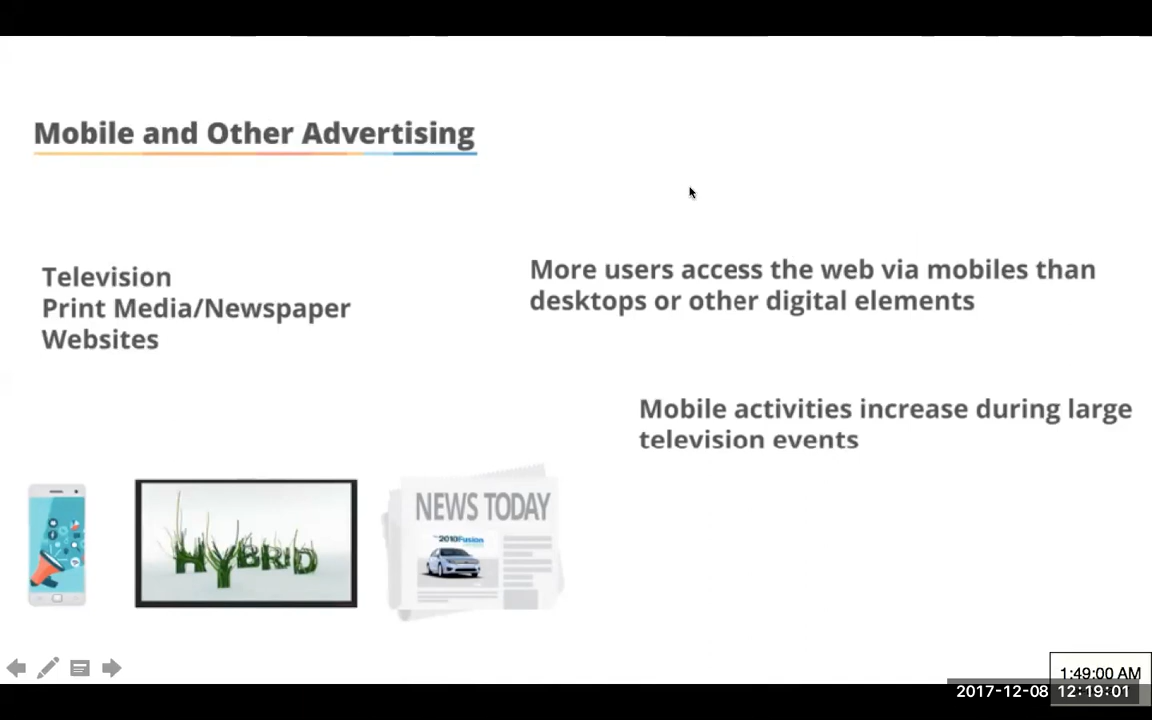 Mobile and Other Advertising
Television
Print Media/Newspaper
Websites
More users access the web via mobiles than
desktops or other digital elements
Mobile activities increase during large
television events
HYBRID
NEWS TODAY
2010Fusion
1:49:00 AM
2017-12-08 12:19:01